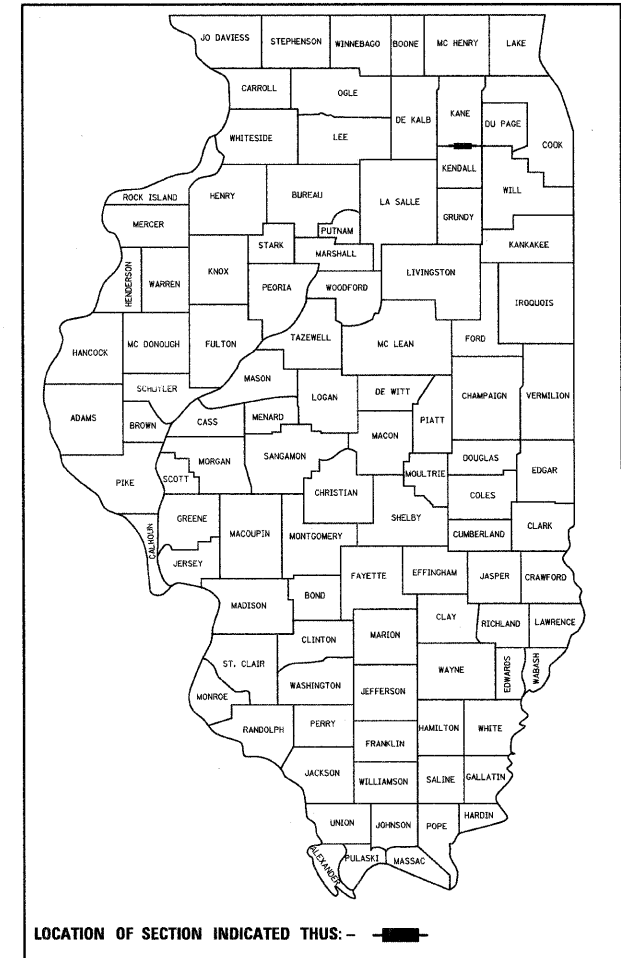 JO DAVIESS STEPHENSON WINNEBAGO BOONE MC HENRY LAKE
CARROLL OGLE DE KALB KANE DU PAGE COOK
WHITESIDE LEE
KENDALL WILL
ROCK ISLAND HENRY BUREAU LA SALLE GRUNDY
MERCER PUTNAM
STARK MARSHALL KANKAKEE
HENDERSON WARREN KNOX PEORIA WOODFORD LIVINGSTON IROQUOIS
HANCOCK MC DONOUGH FULTON TAZEWELL MC LEAN FORD
MASON
SCHUYLER LOGAN DE WITT CHAMPAIGN VERMILION
ADAMS BROWN CASS MENARD MACON PIATT
PIKE SCOTT MORGAN SANGAMON MOULTRIE DOUGLAS EDGAR
CHRISTIAN COLES
CALHOUN GREENE MACOUPIN MONTGOMERY SHELBY CUMBERLAND CLARK
JERSEY
FAYETTE EFFINGHAM JASPER CRAWFORD
MADISON BOND
CLINTON MARION CLAY RICHLAND LAWRENCE
ST. CLAIR WAYNE EDWARDS WABASH
MONROE WASHINGTON JEFFERSON
RANDOLPH PERRY HAMILTON WHITE
FRANKLIN
JACKSON WILLIAMSON SALINE GALLATIN
UNION JOHNSON POPE HARDIN
ALEXANDER PULASKI MASSAC
LOCATION OF SECTION INDICATED THUS: –